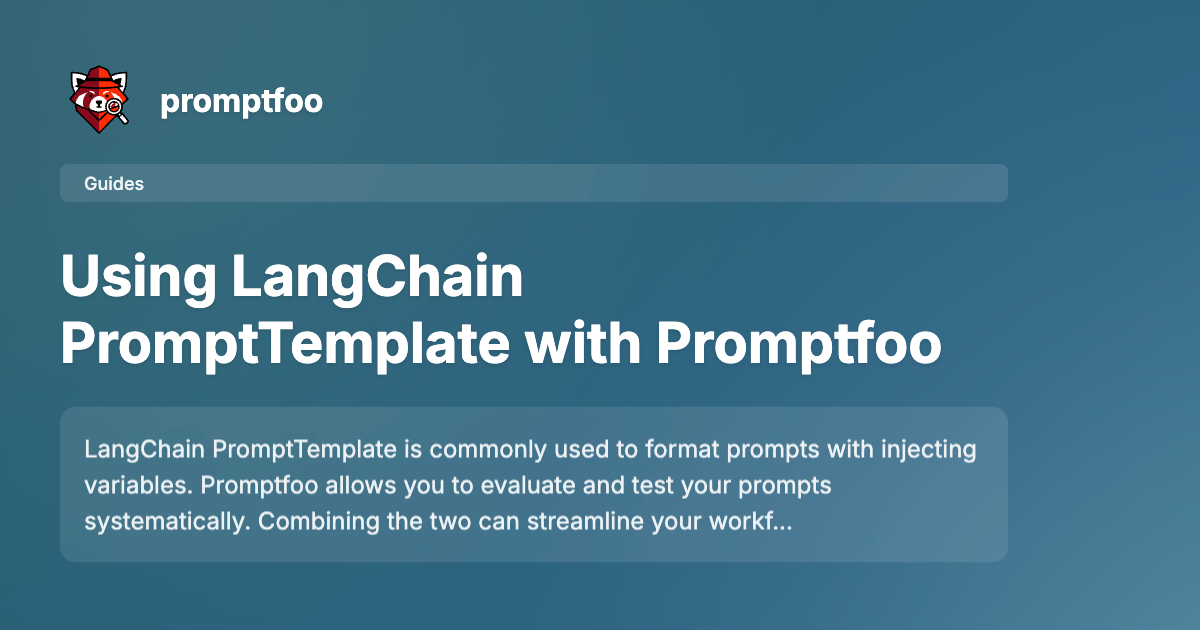 promptfoo
Guides
Using LangChain
PromptTemplate with Promptfoo
LangChain PromptTemplate is commonly used to format prompts with injecting
variables. Promptfoo allows you to evaluate and test your prompts
systematically. Combining the two can streamline your workf...